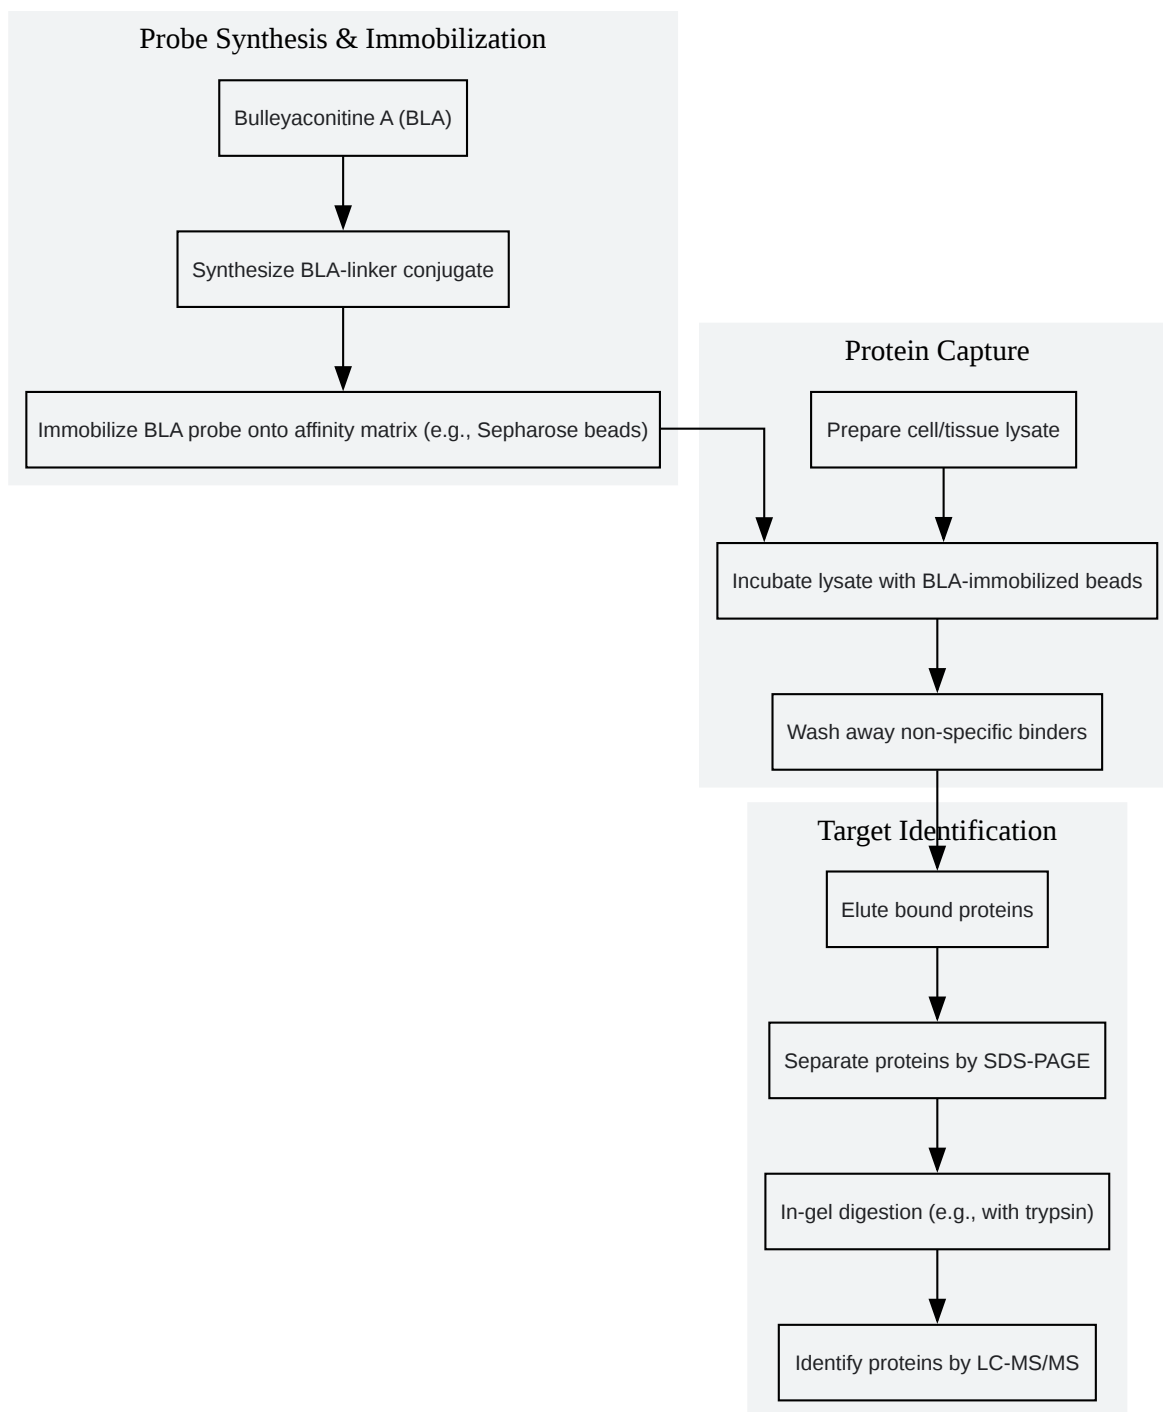 Probe Synthesis & Immobilization
Bulleyaconitine A (BLA)
Synthesize BLA-linker conjugate
Immobilize BLA probe onto affinity matrix (e.g., Sepharose beads)
Protein Capture
Prepare cell/tissue lysate
Incubate lysate with BLA-immobilized beads
Wash away non-specific binders
Target Identification
Elute bound proteins
Separate proteins by SDS-PAGE
In-gel digestion (e.g., with trypsin)
Identify proteins by LC-MS/MS